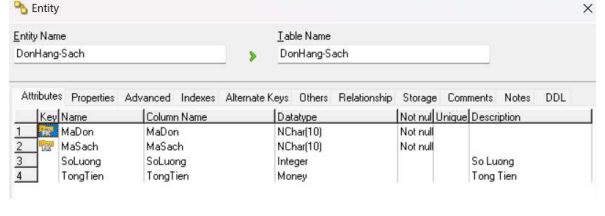 Entity
Entity Name
Table Name
DonHang-Sach
DonHang-Sach
Attributes Properties Advanced Indexes Alternate Keys Others Relationship Storage Comments Notes DDL
Key Name Column Name Datatype Not nul Unique Description
1 MaDon MaDon NChar(10) Not null
2 MaSach MaSach NChar(10) Not null
3 SoLuong SoLuong Integer So Luong
4 TongTien TongTien Money Tong Tien